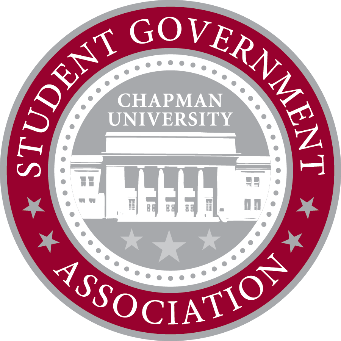 STUDENT GOVERNMENT
CHAPMAN
UNIVERSITY
ASSOCIATION